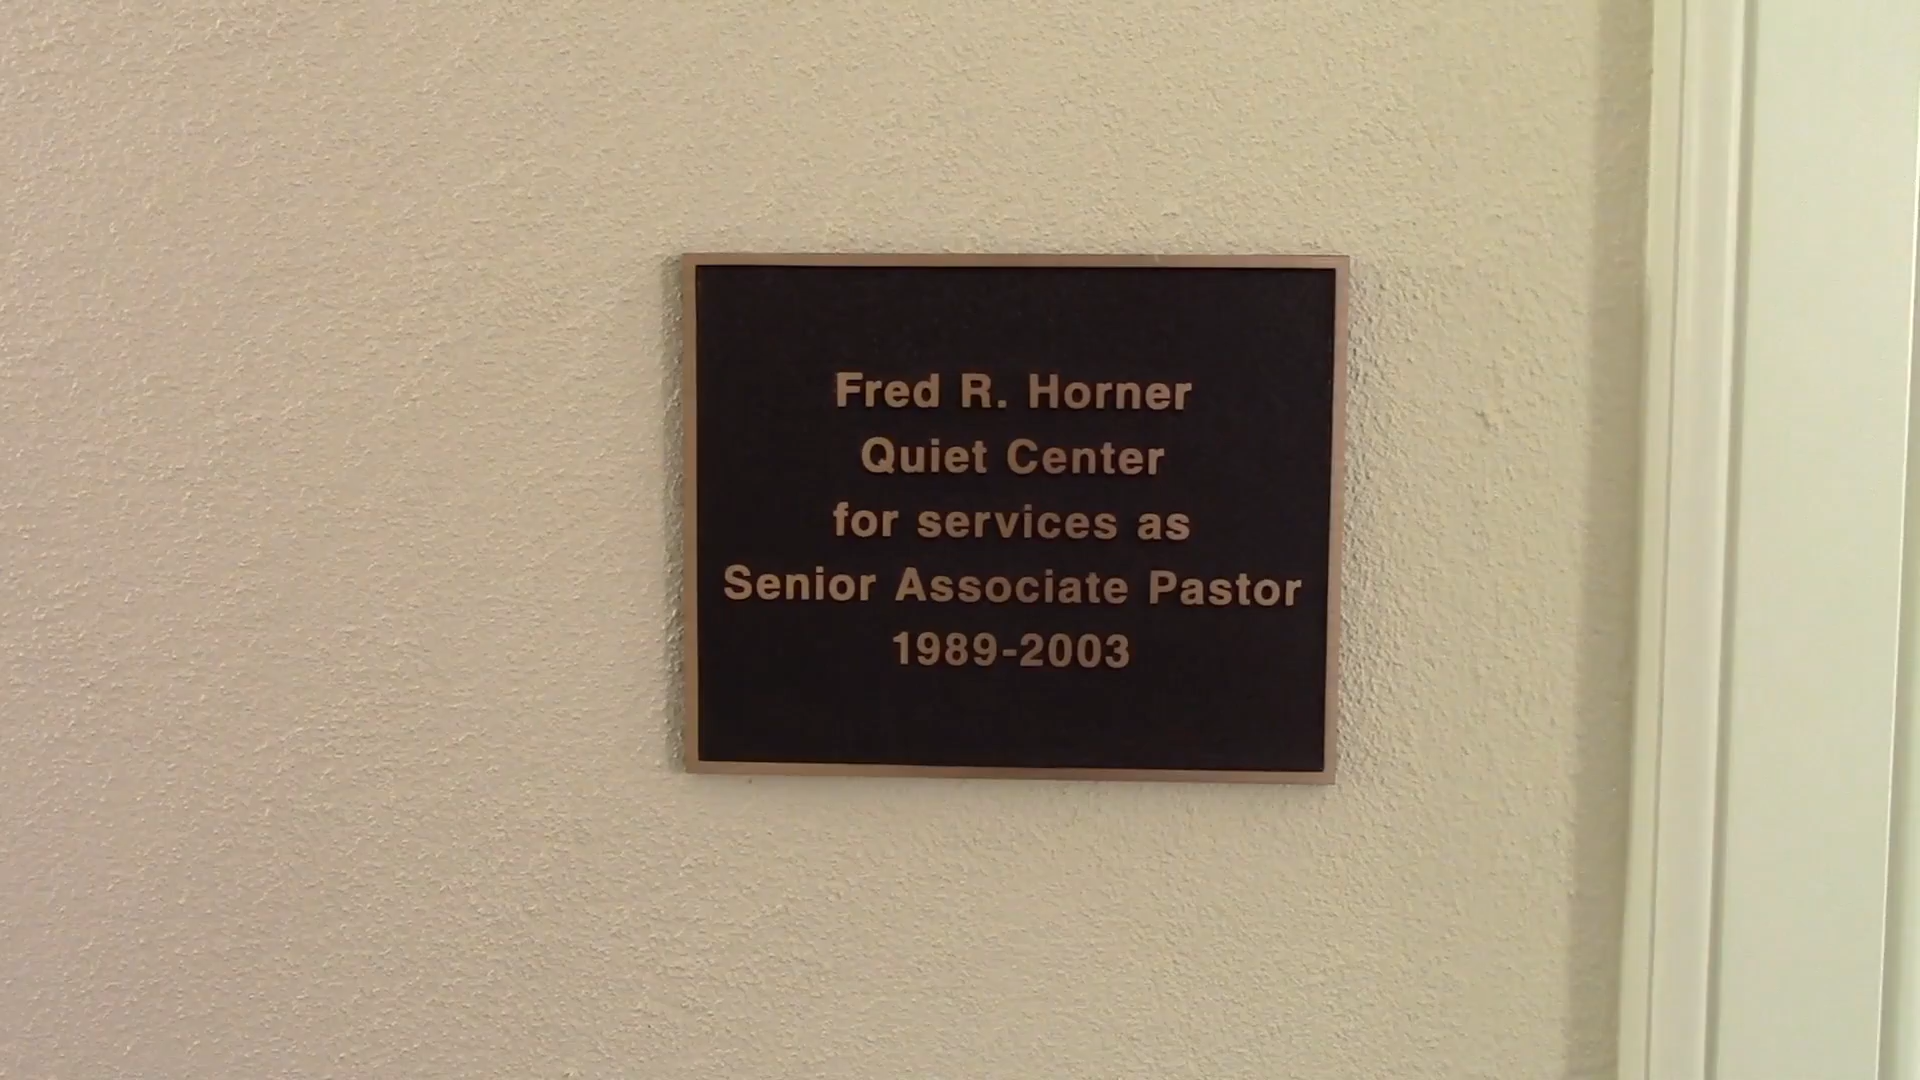 Fred R. Horner
Quiet Center
for services as
Senior Associate Pastor
1989-2003